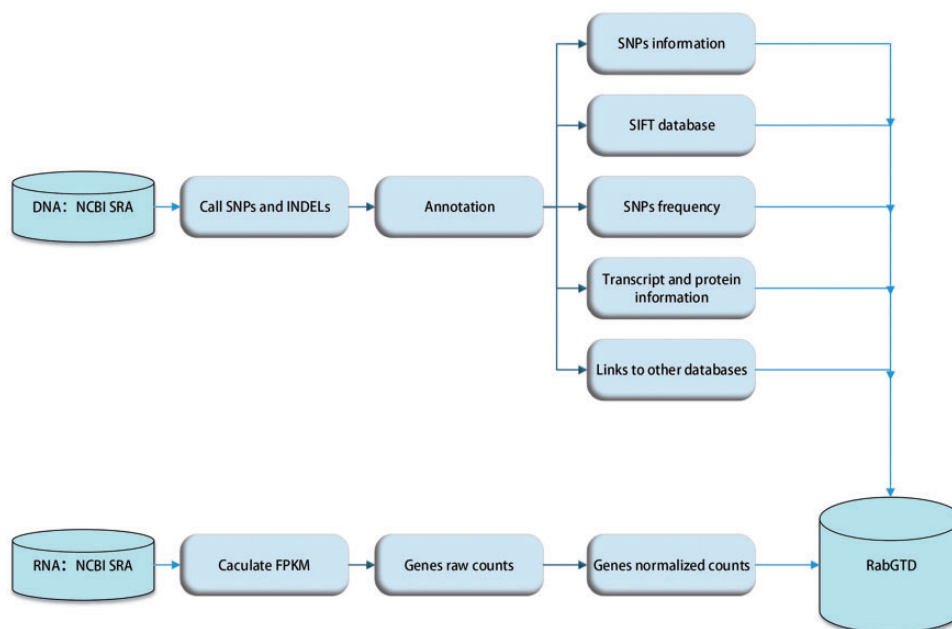 SNPs information
SIFT database
DNA： NCBI SRA
Call SNPs and INDELs
Annotation
SNPs frequency
Transcript and protein
information
Links to other databases
RNA： NCBI SRA
Caculate FPKM
Genes raw counts
Genes normalized counts
RabGTD